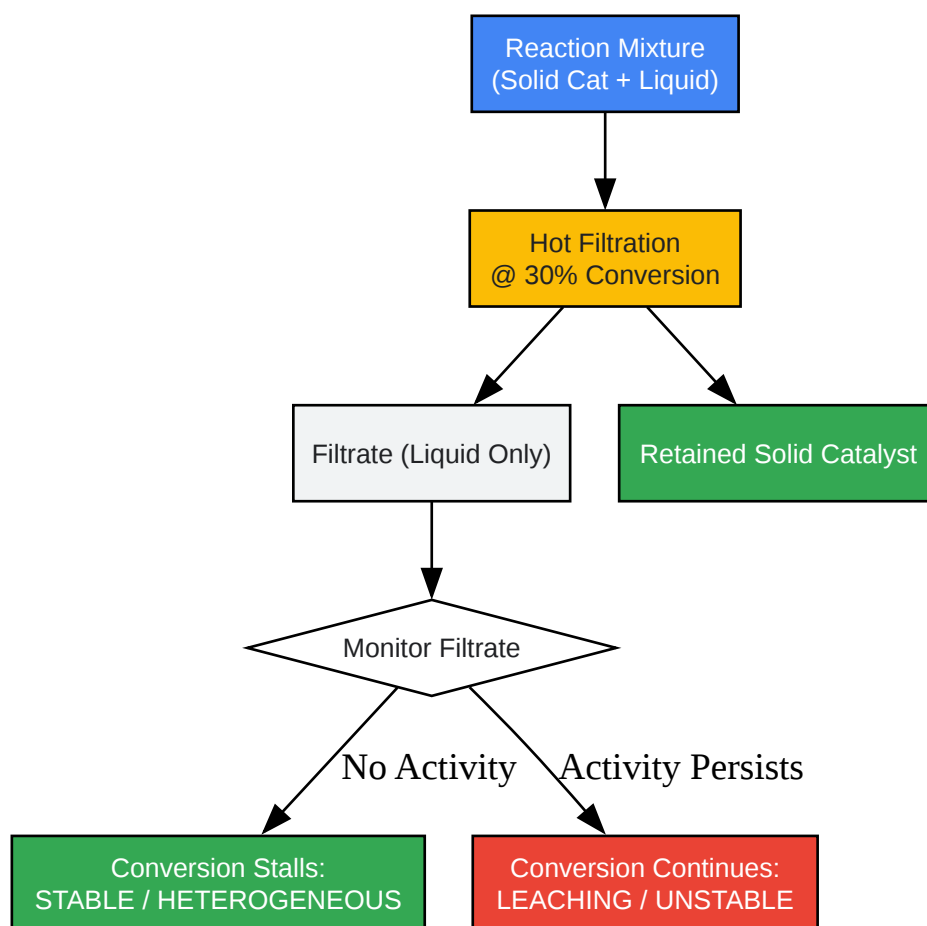 Reaction Mixture
(Solid Cat + Liquid)
Hot Filtration
@ 30% Conversion
Filtrate (Liquid Only)
Retained Solid Catalyst
Monitor Filtrate
No Activity
Activity Persists
Conversion Stalls:
STABLE / HETEROGENEOUS
Conversion Continues:
LEACHING / UNSTABLE